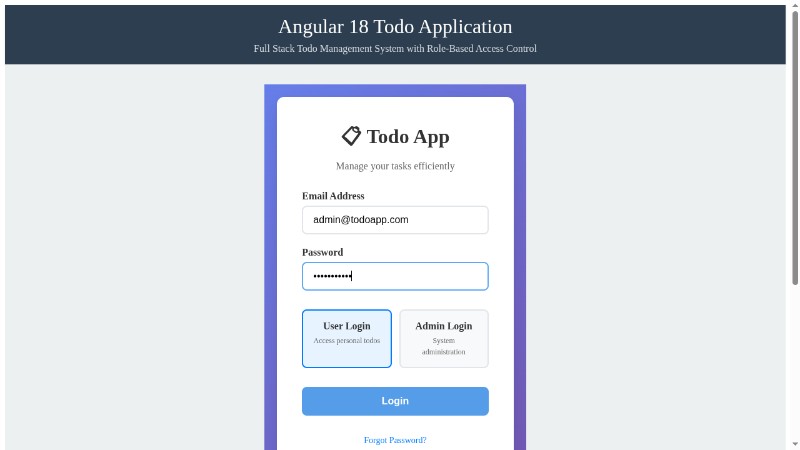 Angular 18 Todo Application
Full Stack Todo Management System with Role-Based Access Control
📋 Todo App
Manage your tasks efficiently
Email Address
admin@todoapp.com
Password
•••••••••••
User Login
Access personal todos
Admin Login
System
administration
Login
Forgot Password?